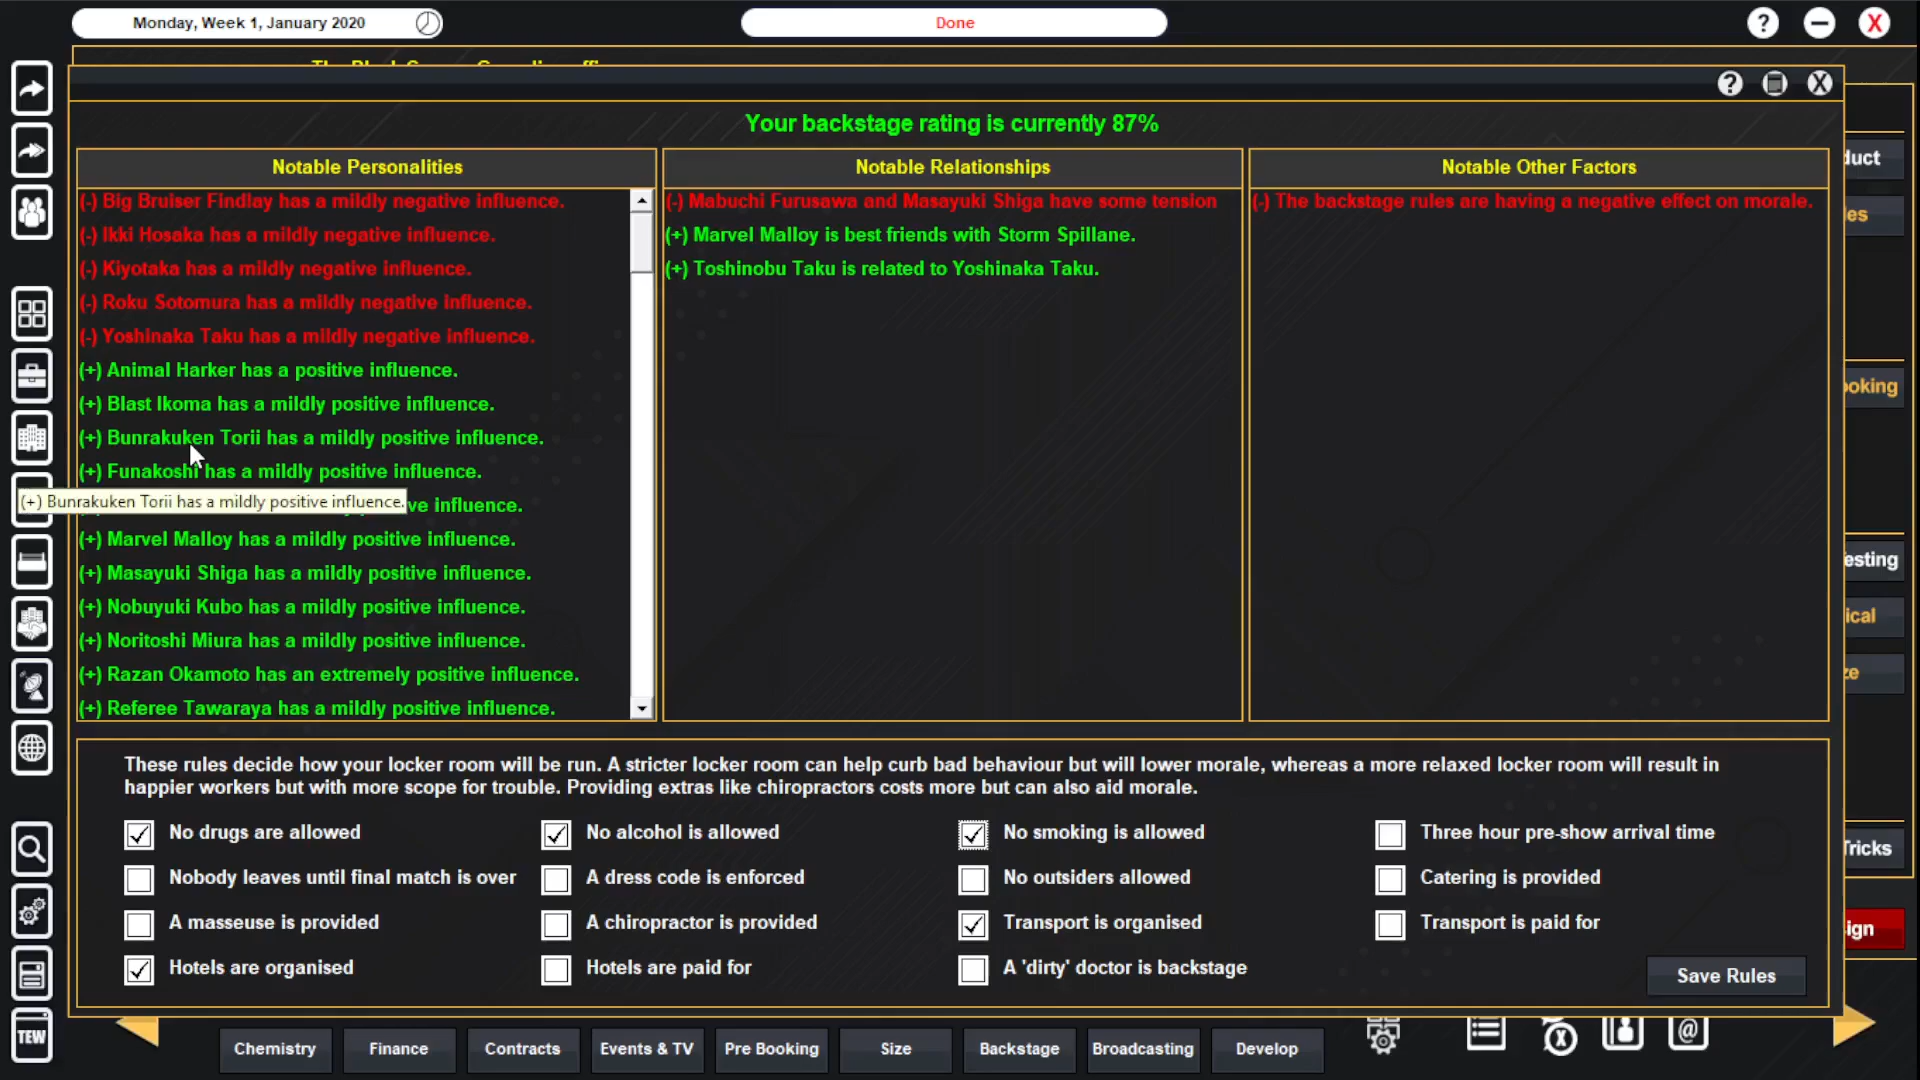 Monday, Week 1, January 2020
Done
?
X
? X
Your backstage rating is currently 87%
Notable Personalities
(-) Big Bruiser Findlay has a mildly negative influence.
(-) Ikki Hosaka has a mildly negative influence.
(-) Kiyotaka has a mildly negative influence.
(-) Roku Sotomura has a mildly negative influence.
(-) Yoshinaka Taku has a mildly negative influence.
(+) Animal Harker has a positive influence.
(+) Blast Ikoma has a mildly positive influence.
(+) Bunrakuken Torii has a mildly positive influence.
(+) Funakoshi has a mildly positive influence.
(+) Bunrakuken Torii has a mildly positive influence.
ve influence.
(+) Marvel Malloy has a mildly positive influence.
(+) Masayuki Shiga has a mildly positive influence.
(+) Nobuyuki Kubo has a mildly positive influence.
(+) Noritoshi Miura has a mildly positive influence.
(+) Razan Okamoto has an extremely positive influence.
(+) Referee Tawaraya has a mildly positive influence.
Notable Relationships
(-) Mabuchi Furusawa and Masayuki Shiga have some tension
(+) Marvel Malloy is best friends with Storm Spillane.
(+) Toshinobu Taku is related to Yoshinaka Taku.
Notable Other Factors
(-) The backstage rules are having a negative effect on morale.
duct
les
oking
esting
ical
ze
Tricks
ign
These rules decide how your locker room will be run. A stricter locker room can help curb bad behaviour but will lower morale, whereas a more relaxed locker room will result in
happier workers but with more scope for trouble. Providing extras like chiropractors costs more but can also aid morale.
No drugs are allowed
No alcohol is allowed
No smoking is allowed
Three hour pre-show arrival time
Nobody leaves until final match is over
A dress code is enforced
No outsiders allowed
Catering is provided
A masseuse is provided
A chiropractor is provided
Transport is organised
Transport is paid for
Hotels are organised
Hotels are paid for
A 'dirty' doctor is backstage
Save Rules
TEW
Chemistry
Finance
Contracts
Events & TV
Pre Booking
Size
Backstage
Broadcasting
Develop
X
@